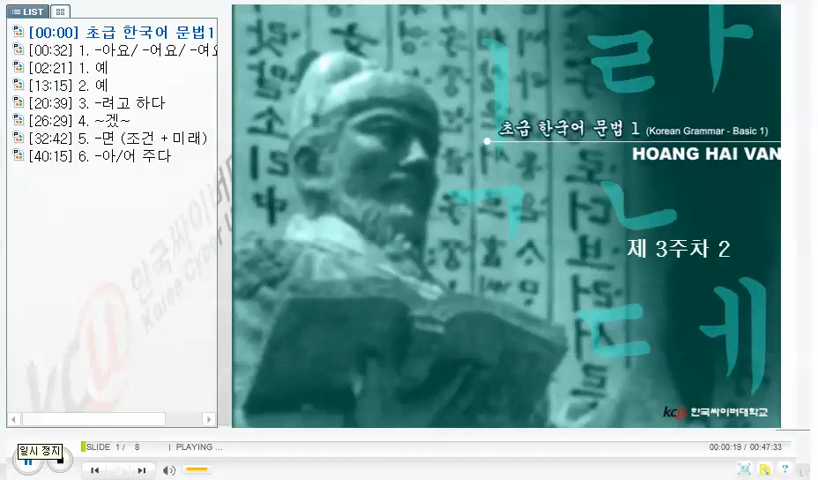 LIST
[00:00] 초급 한국어 문법1
[00:32] 1. -아요/ -어요/ -여요
[02:21] 1. 예
[13:15] 2. 예
[20:39] 3. -려고 하다
[26:29] 4. ~겠~
[32:42] 5. -면 (조건 + 미래)
[40:15] 6. -아/어 주다
초급 한국어 문법 1 (Korean Grammar - Basic 1)
HOANG HAI VAN
제 3주차 2
라
ㄱ
ㄴ
ㄷ
네
kcu 한국싸이버대학교
일시 정지
SLIDE 1 / 8 | PLAYING ...
00:00:19 / 00:47:33